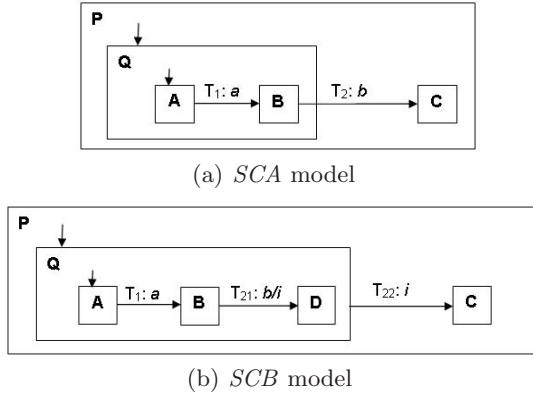 P
Q
A T₁: a B T₂: b C
(a) SCA model
P
Q
A T₁: a B T₂₁: b/i D T₂₂: i C
(b) SCB model